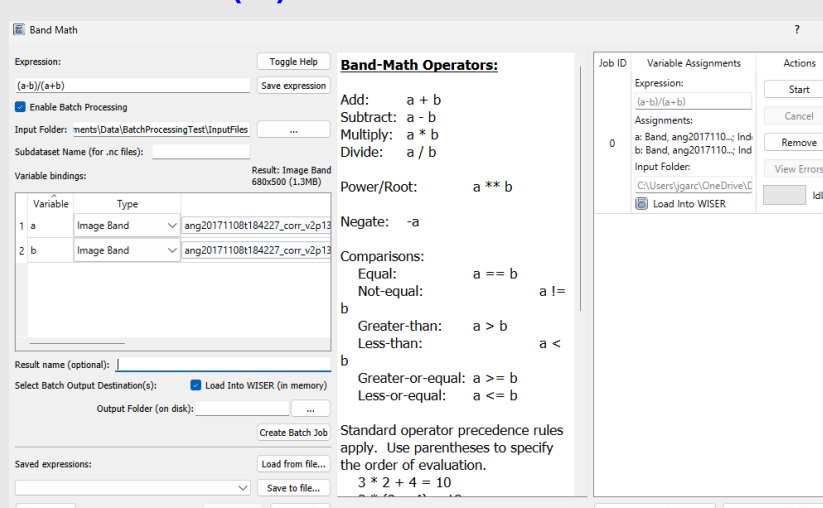 Band Math
?
Expression:
Toggle Help
(a-b)/(a+b)
Save expression
Enable Batch Processing
Input Folder:
ments\Data\BatchProcessingTest\InputFiles
...
Subdataset Name (for .nc files):
Variable bindings:
Result: Image Band
680x500 (1.3MB)
Variable
Type
1
a
Image Band
ang20171108t184227_corr_v2p13
2
b
Image Band
ang20171108t184227_corr_v2p13
Result name (optional):
Select Batch Output Destination(s):
Load Into WISER (in memory)
Output Folder (on disk):
...
Create Batch Job
Saved expressions:
Load from file...
Save to file...
Band-Math Operators:
Add: a + b
Subtract: a - b
Multiply: a * b
Divide: a / b
Power/Root: a ** b
Negate: -a
Comparisons:
Equal: a == b
Not-equal: a !=
b
Greater-than: a > b
Less-than: a <
b
Greater-or-equal: a >= b
Less-or-equal: a <= b
Standard operator precedence rules
apply. Use parentheses to specify
the order of evaluation.
3 * 2 + 4 = 10
Job ID
Variable Assignments
Actions
0
Expression:
(a-b)/(a+b)
Assignments:
a: Band, ang2017110...; Ind
b: Band, ang2017110...; Ind
Input Folder:
C:\Users\jgarc\OneDrive\D
Load Into WISER
Start
Cancel
Remove
View Errors
Idl